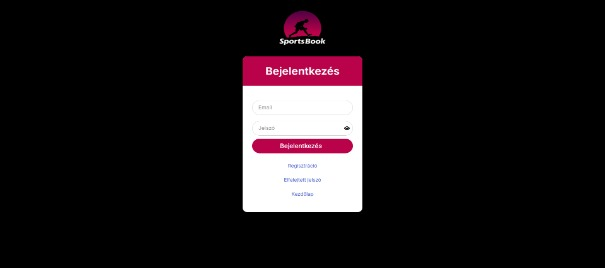 SportsBook
Bejelentkezés
Email
Jelszó
Bejelentkezés
Regisztráció
Elfelejtett jelszó
Kezdőlap